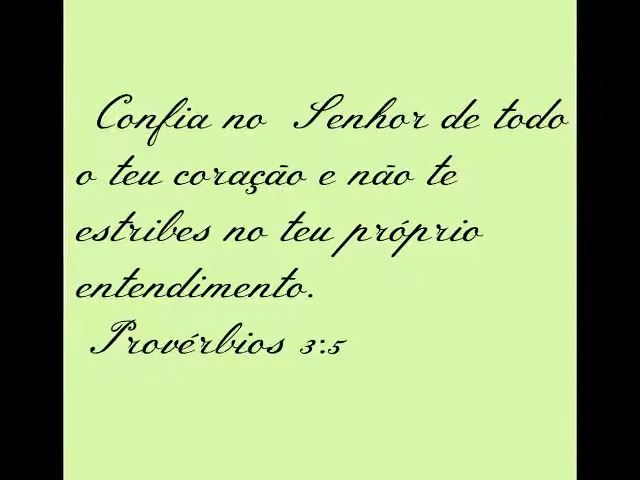 Confia no Senhor de todo
o teu coração e não te
estribes no teu próprio
entendimento.
Provérbios 3:5